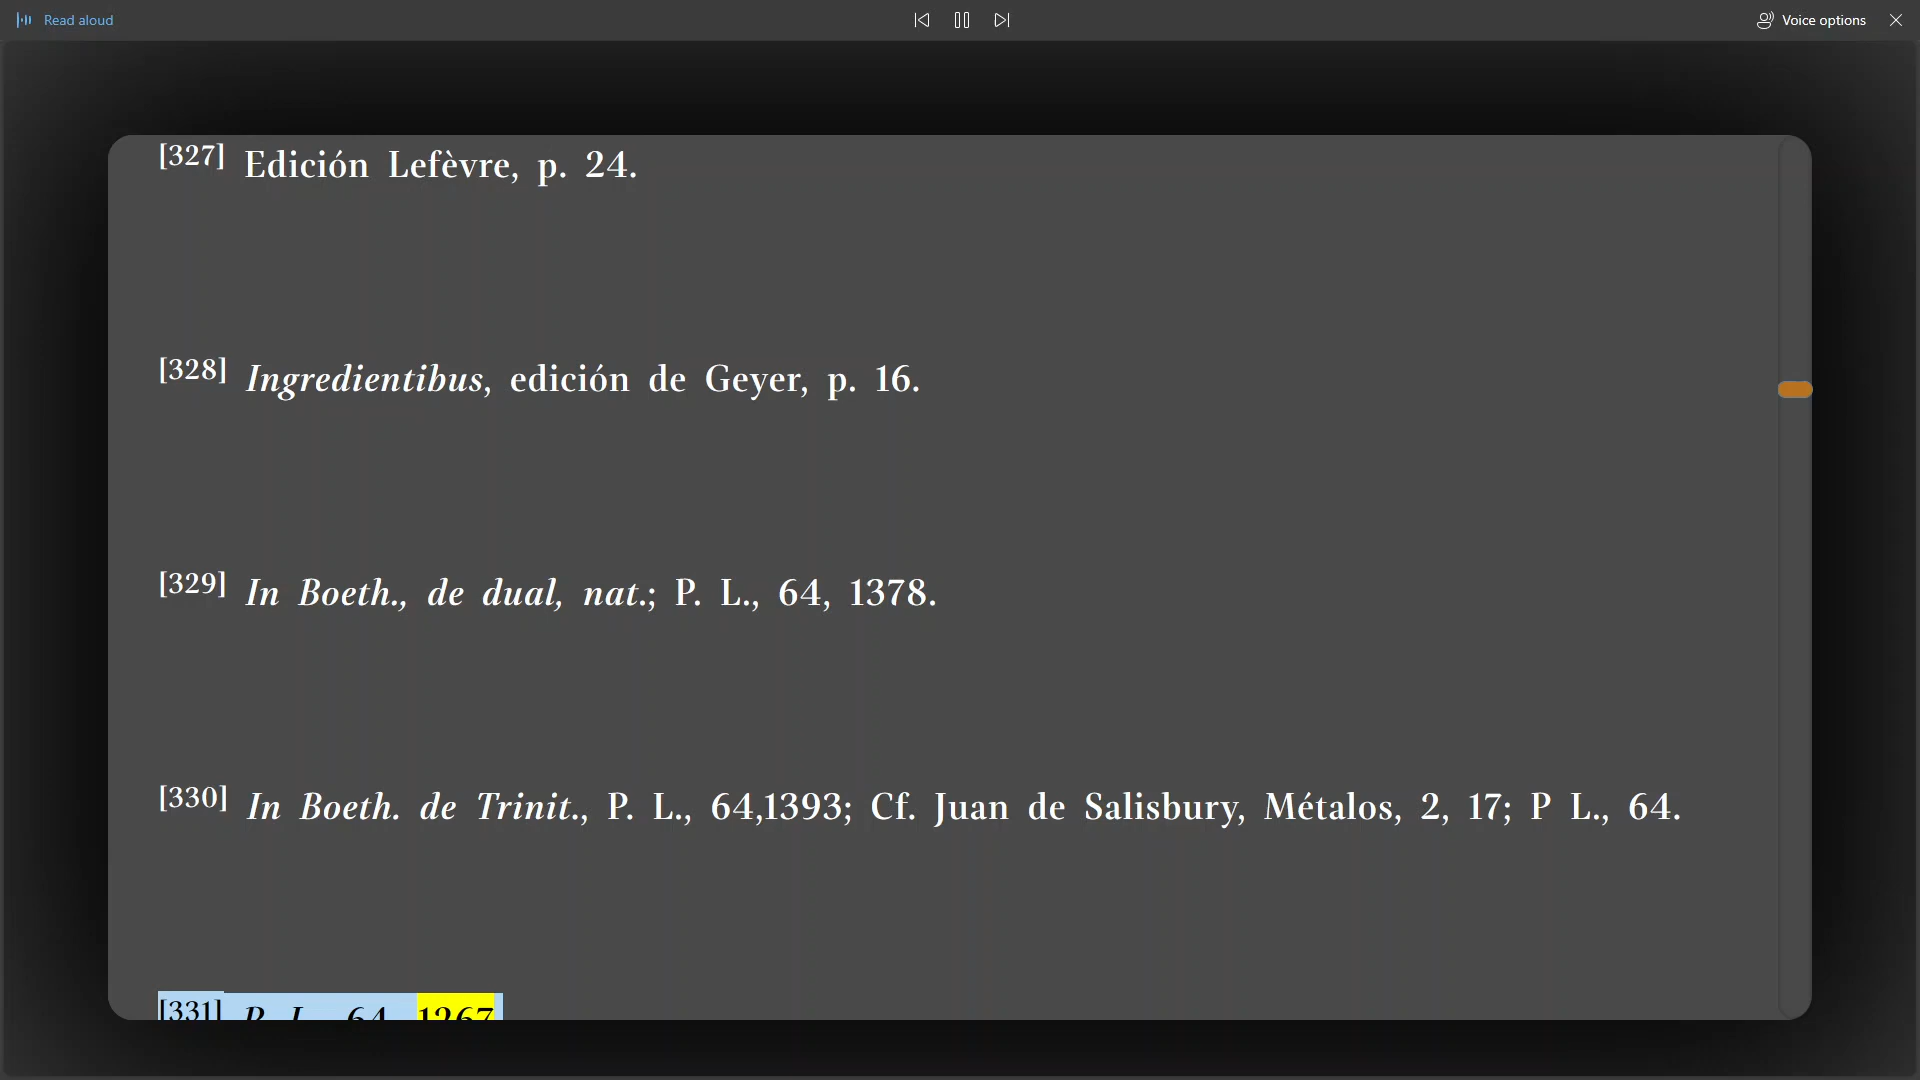 Read aloud
Voice options
[327] Edición Lefèvre, p. 24.
[328] Ingredientibus, edición de Geyer, p. 16.
[329] In Boeth., de dual, nat.; P. L., 64, 1378.
[330] In Boeth. de Trinit., P. L., 64,1393; Cf. Juan de Salisbury, Métalos, 2, 17; P L., 64.
[331] P. L., 64, 1267